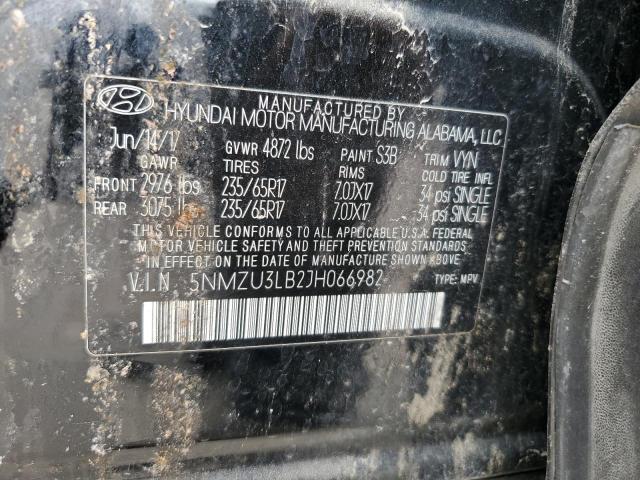 MANUFACTURED BY
HYUNDAI MOTOR MANUFACTURING ALABAMA, LLC
Jun/14/17 GVWR 4872 lbs PAINT S3B TRIM VYN
GAWR TIRES RIMS COLD TIRE INFL
FRONT 2976 lbs 235/65R17 7.0JX17 34 psi SINGLE
REAR 3075 lbs 235/65R17 7.0JX17 34 psi SINGLE
THIS VEHICLE CONFORMS TO ALL APPLICABLE U.S.A. FEDERAL
MOTOR VEHICLE SAFETY AND THEFT PREVENTION STANDARDS IN
EFFECT ON THE DATE OF MANUFACTURE SHOWN ABOVE.
V.I.N 5NMZU3LB2JH066982 TYPE: MPV